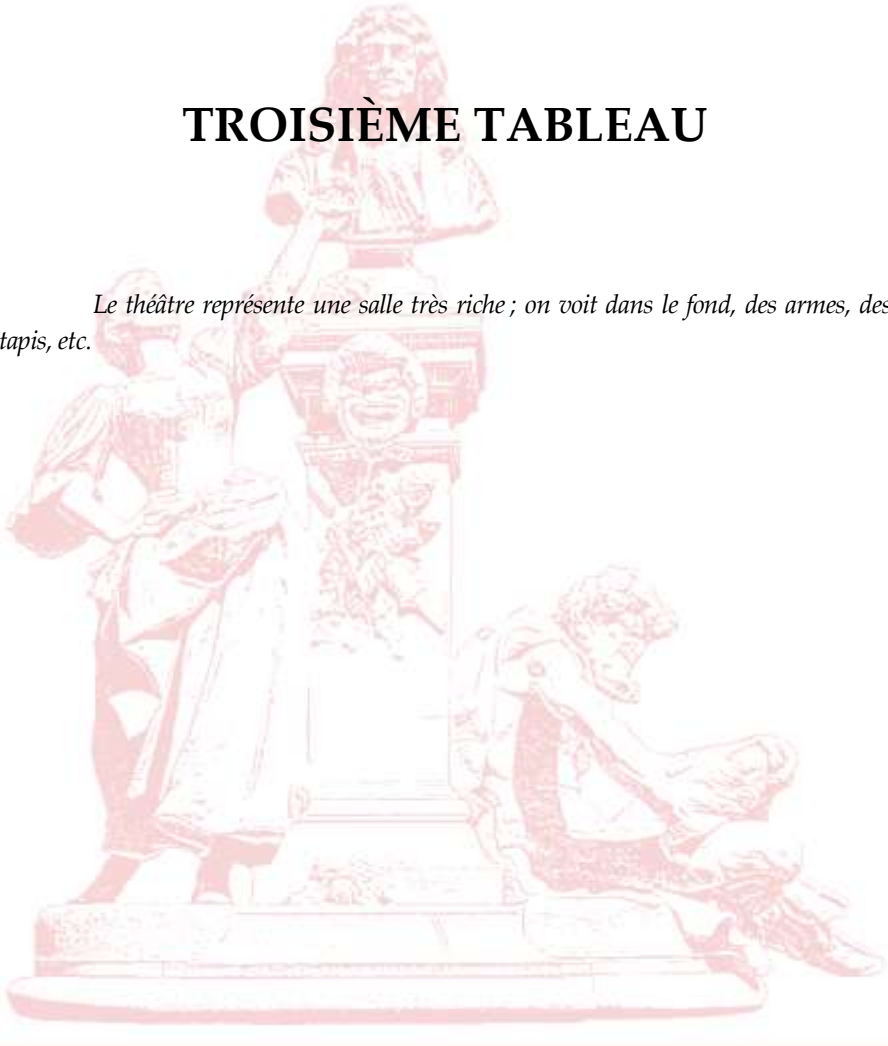 TROISIÈME TABLEAU
Le théâtre représente une salle très riche ; on voit dans le fond, des armes, des
tapis, etc.